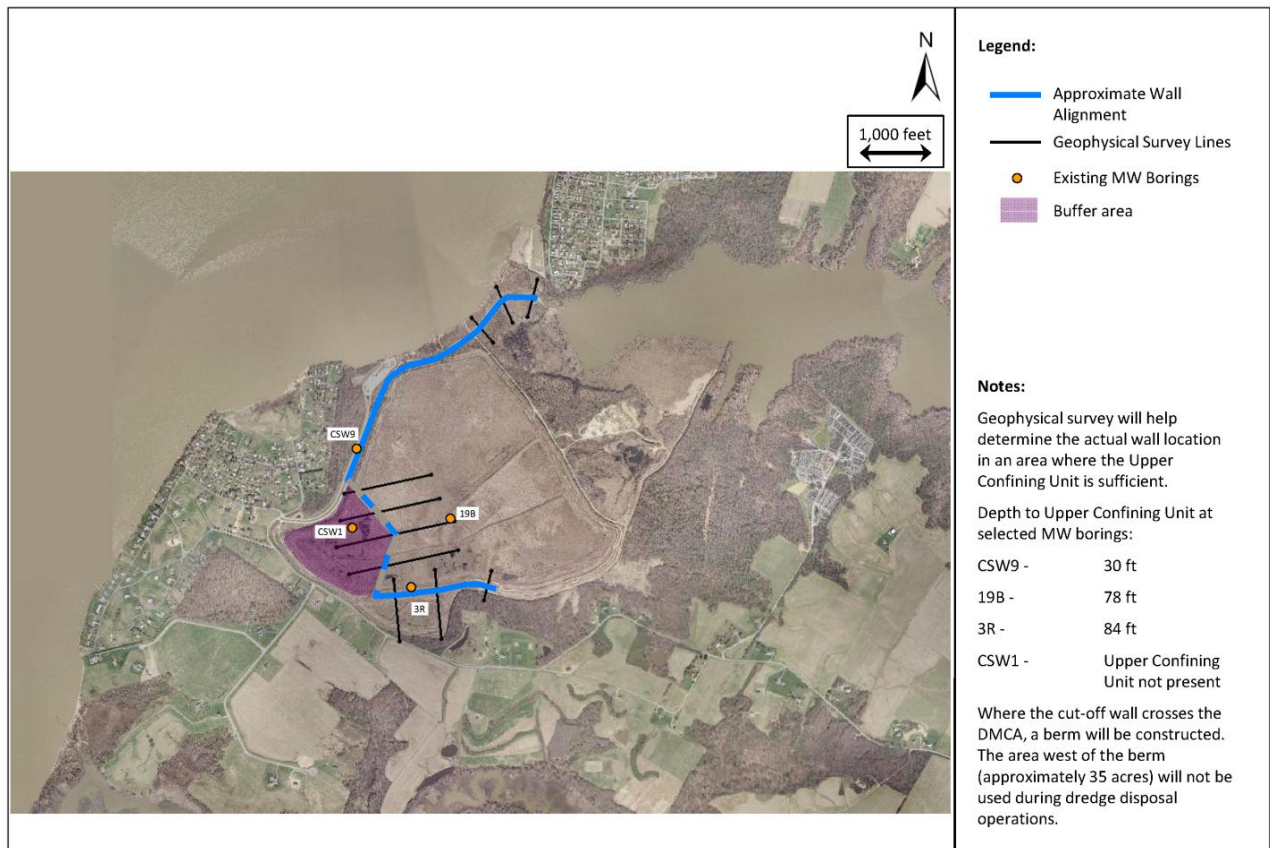 N
1,000 feet
CSW9
19B
CSW1
3R
Legend:
Approximate Wall
Alignment
Geophysical Survey Lines
Existing MW Borings
Buffer area
Notes:
Geophysical survey will help
determine the actual wall location
in an area where the Upper
Confining Unit is sufficient.
Depth to Upper Confining Unit at
selected MW borings:
CSW9 - 30 ft
19B - 78 ft
3R - 84 ft
CSW1 - Upper Confining
Unit not present
Where the cut-off wall crosses the
DMCA, a berm will be constructed.
The area west of the berm
(approximately 35 acres) will not be
used during dredge disposal
operations.